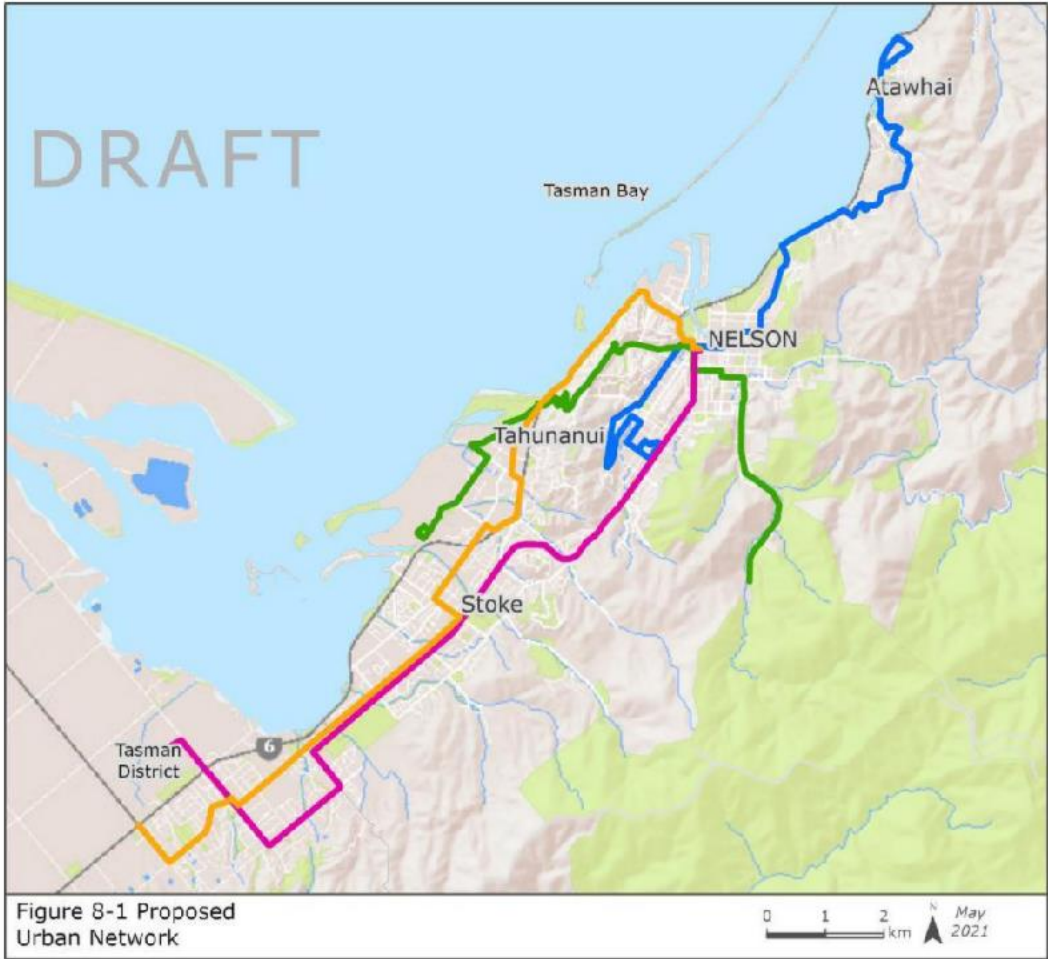 Atawhai
DRAFT
Tasman Bay
NELSON
Tahunanui
Stoke
6
Tasman
District
Figure 8-1 Proposed
Urban Network
0 1 2
km
N
May
2021